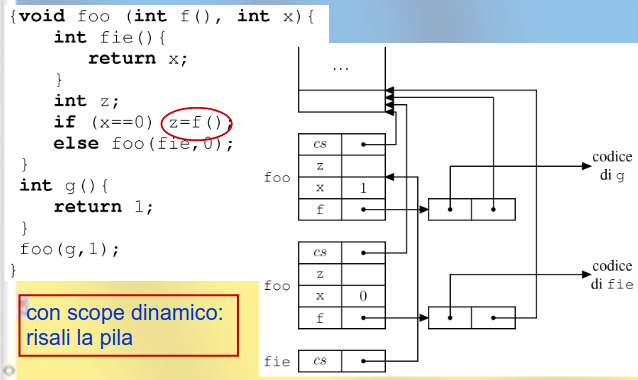 {void foo (int f(), int x){
int fie(){
return x;
}
int z;
if (x==0) z=f();
else foo(fie,0);
}
int g(){
return 1;
}
foo(g,1);
}
con scope dinamico:
risali la pila
...
foo
cs
z
x 1
f
codice
di g
foo
cs
z
x 0
f
codice
di fie
fie cs